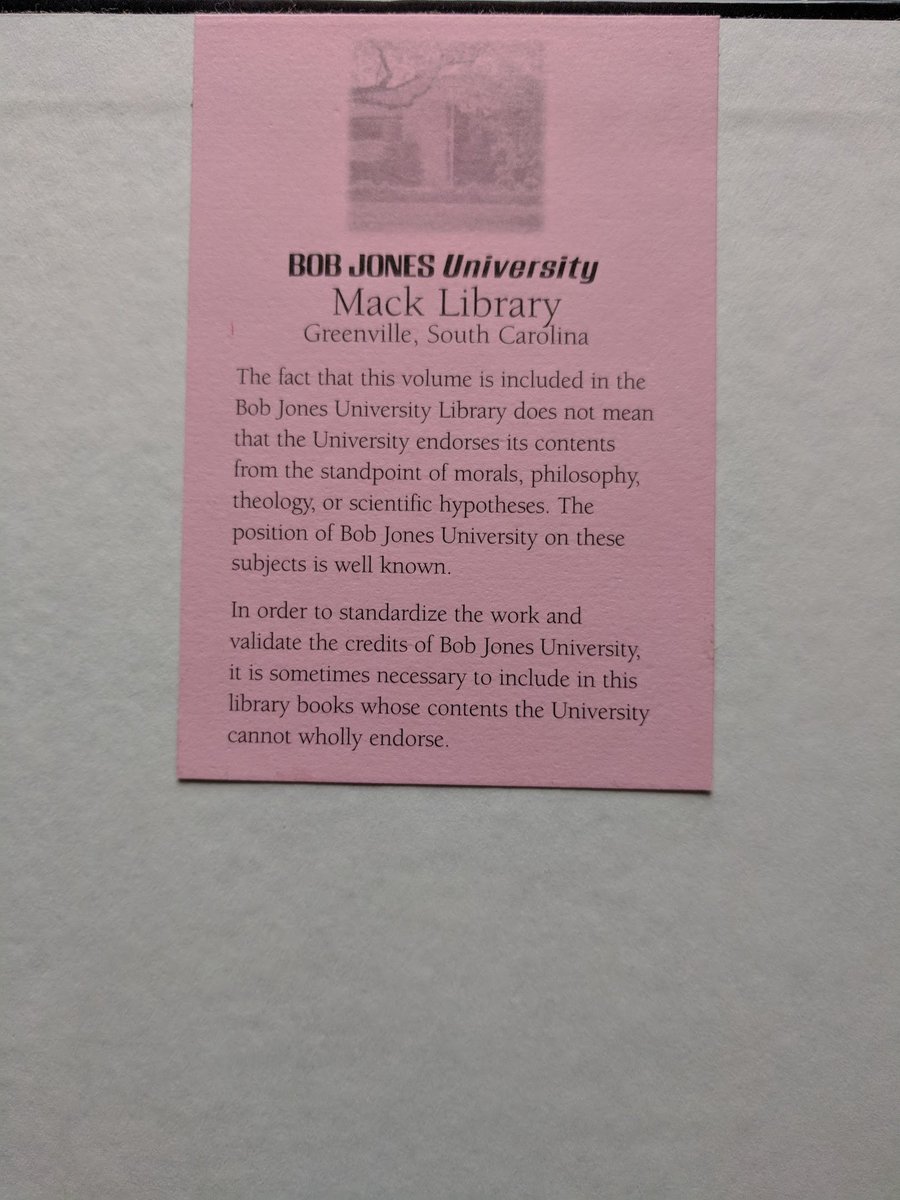 BOB JONES University
Mack Library
Greenville, South Carolina
The fact that this volume is included in the
Bob Jones University Library does not mean
that the University endorses its contents
from the standpoint of morals, philosophy,
theology, or scientific hypotheses. The
position of Bob Jones University on these
subjects is well known.
In order to standardize the work and
validate the credits of Bob Jones University,
it is sometimes necessary to include in this
library books whose contents the University
cannot wholly endorse.